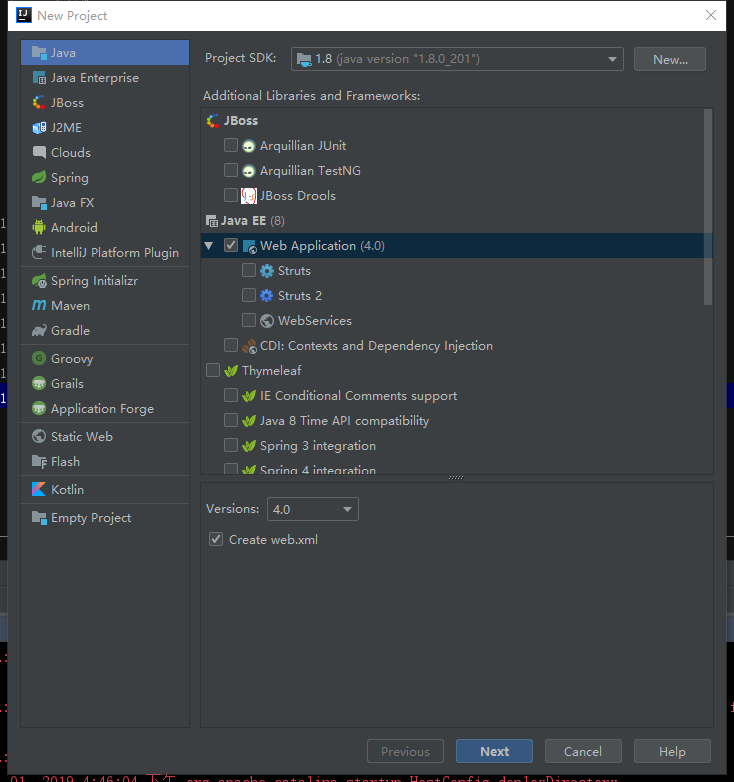 New Project
Java
Java Enterprise
JBoss
J2ME
Clouds
Spring
Java FX
Android
IntelliJ Platform Plugin
Spring Initializr
Maven
Gradle
Groovy
Grails
Application Forge
Static Web
Flash
Kotlin
Empty Project
Project SDK: 1.8 (java version "1.8.0_201") New...
Additional Libraries and Frameworks:
JBoss
Arquillian JUnit
Arquillian TestNG
JBoss Drools
Java EE (8)
Web Application (4.0)
Struts
Struts 2
WebServices
CDI: Contexts and Dependency Injection
Thymeleaf
IE Conditional Comments support
Java 8 Time API compatibility
Spring 3 integration
Spring 4 integration
Versions: 4.0
Create web.xml
Previous Next Cancel Help
01, 2019 4:46:04 下午 org.apache.catalina.startup.HostConfig.deployDirectory